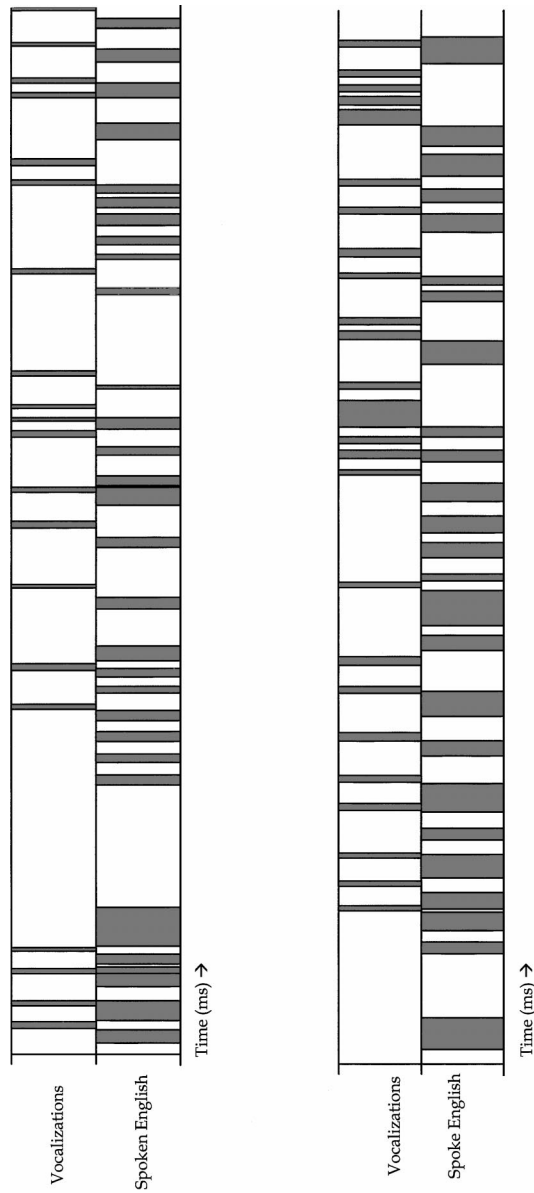 Vocalizations
Spoken English
Time (ms) →
Vocalizations
Spoke English
Time (ms) →